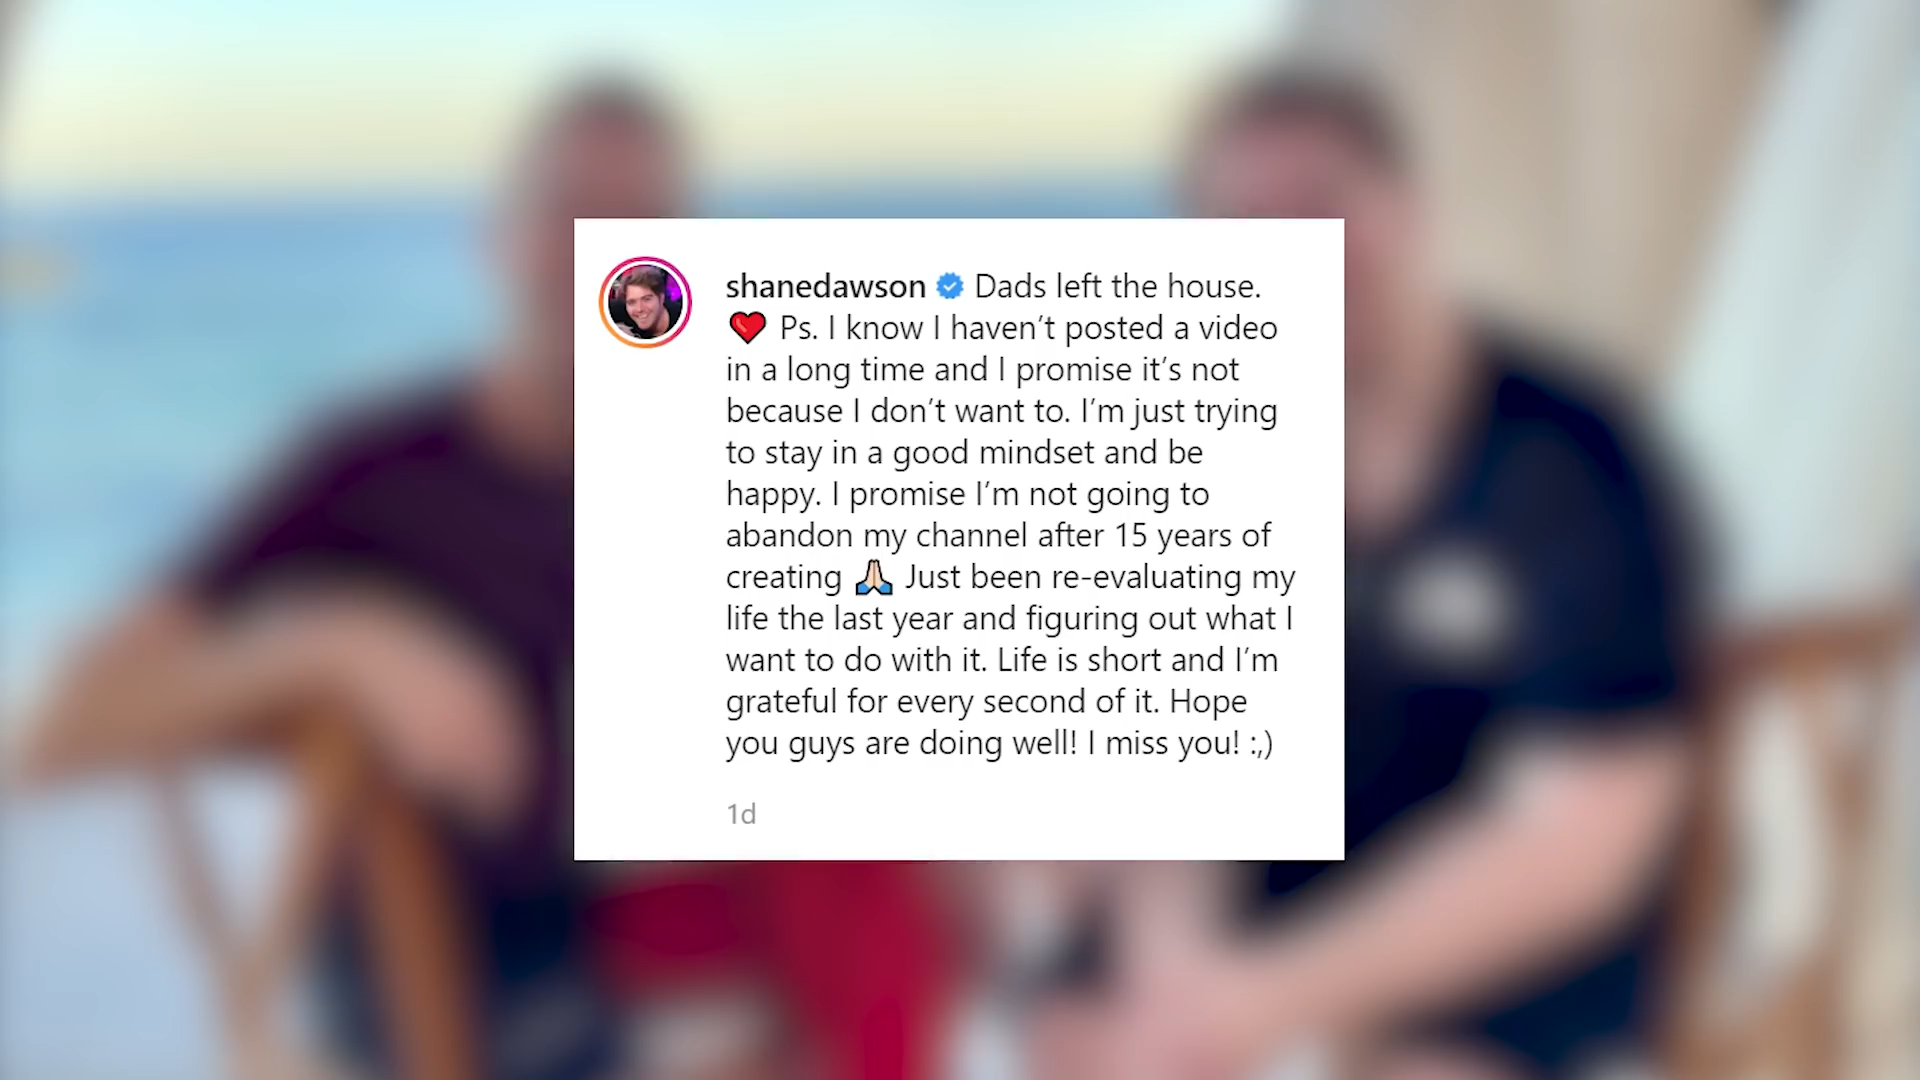 shanedawson Dads left the house.
❤️ Ps. I know I haven’t posted a video
in a long time and I promise it’s not
because I don’t want to. I’m just trying
to stay in a good mindset and be
happy. I promise I’m not going to
abandon my channel after 15 years of
creating 🙏🏻 Just been re-evaluating my
life the last year and figuring out what I
want to do with it. Life is short and I’m
grateful for every second of it. Hope
you guys are doing well! I miss you! :,)
1d